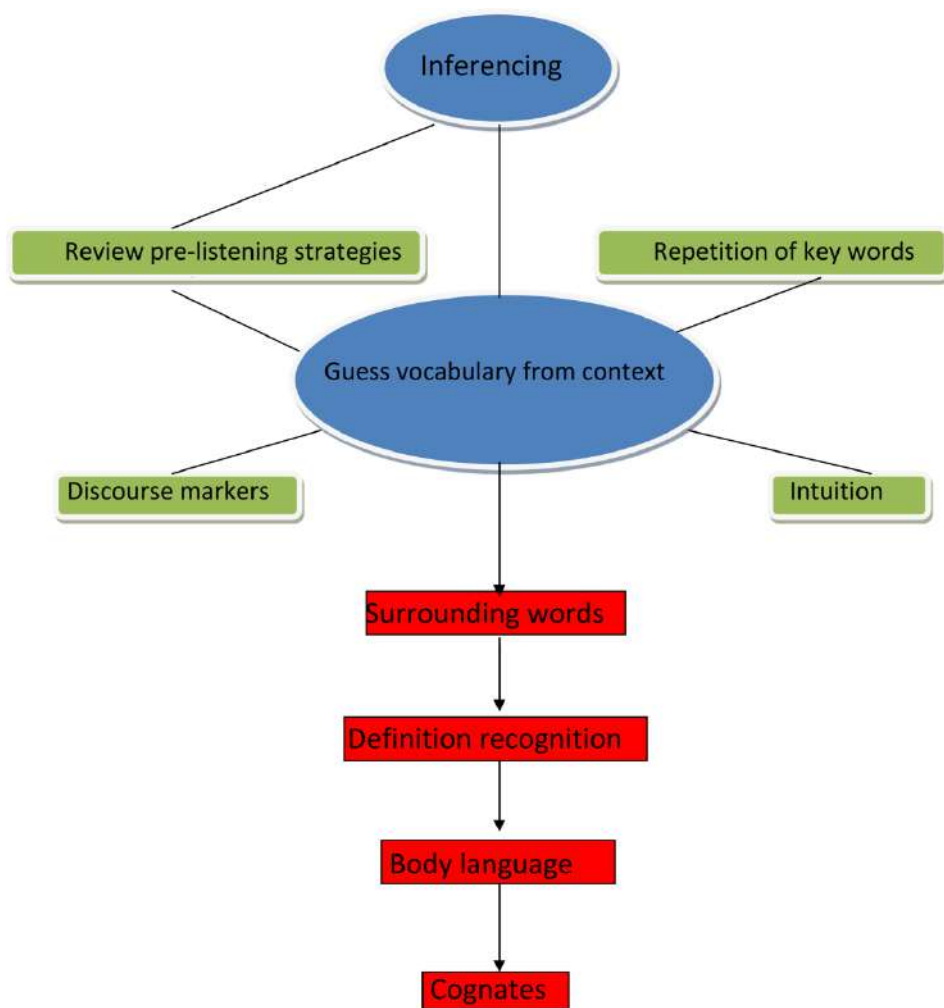 Inferencing
Review pre-listening strategies
Repetition of key words
Guess vocabulary from context
Discourse markers
Intuition
Surrounding words
Definition recognition
Body language
Cognates